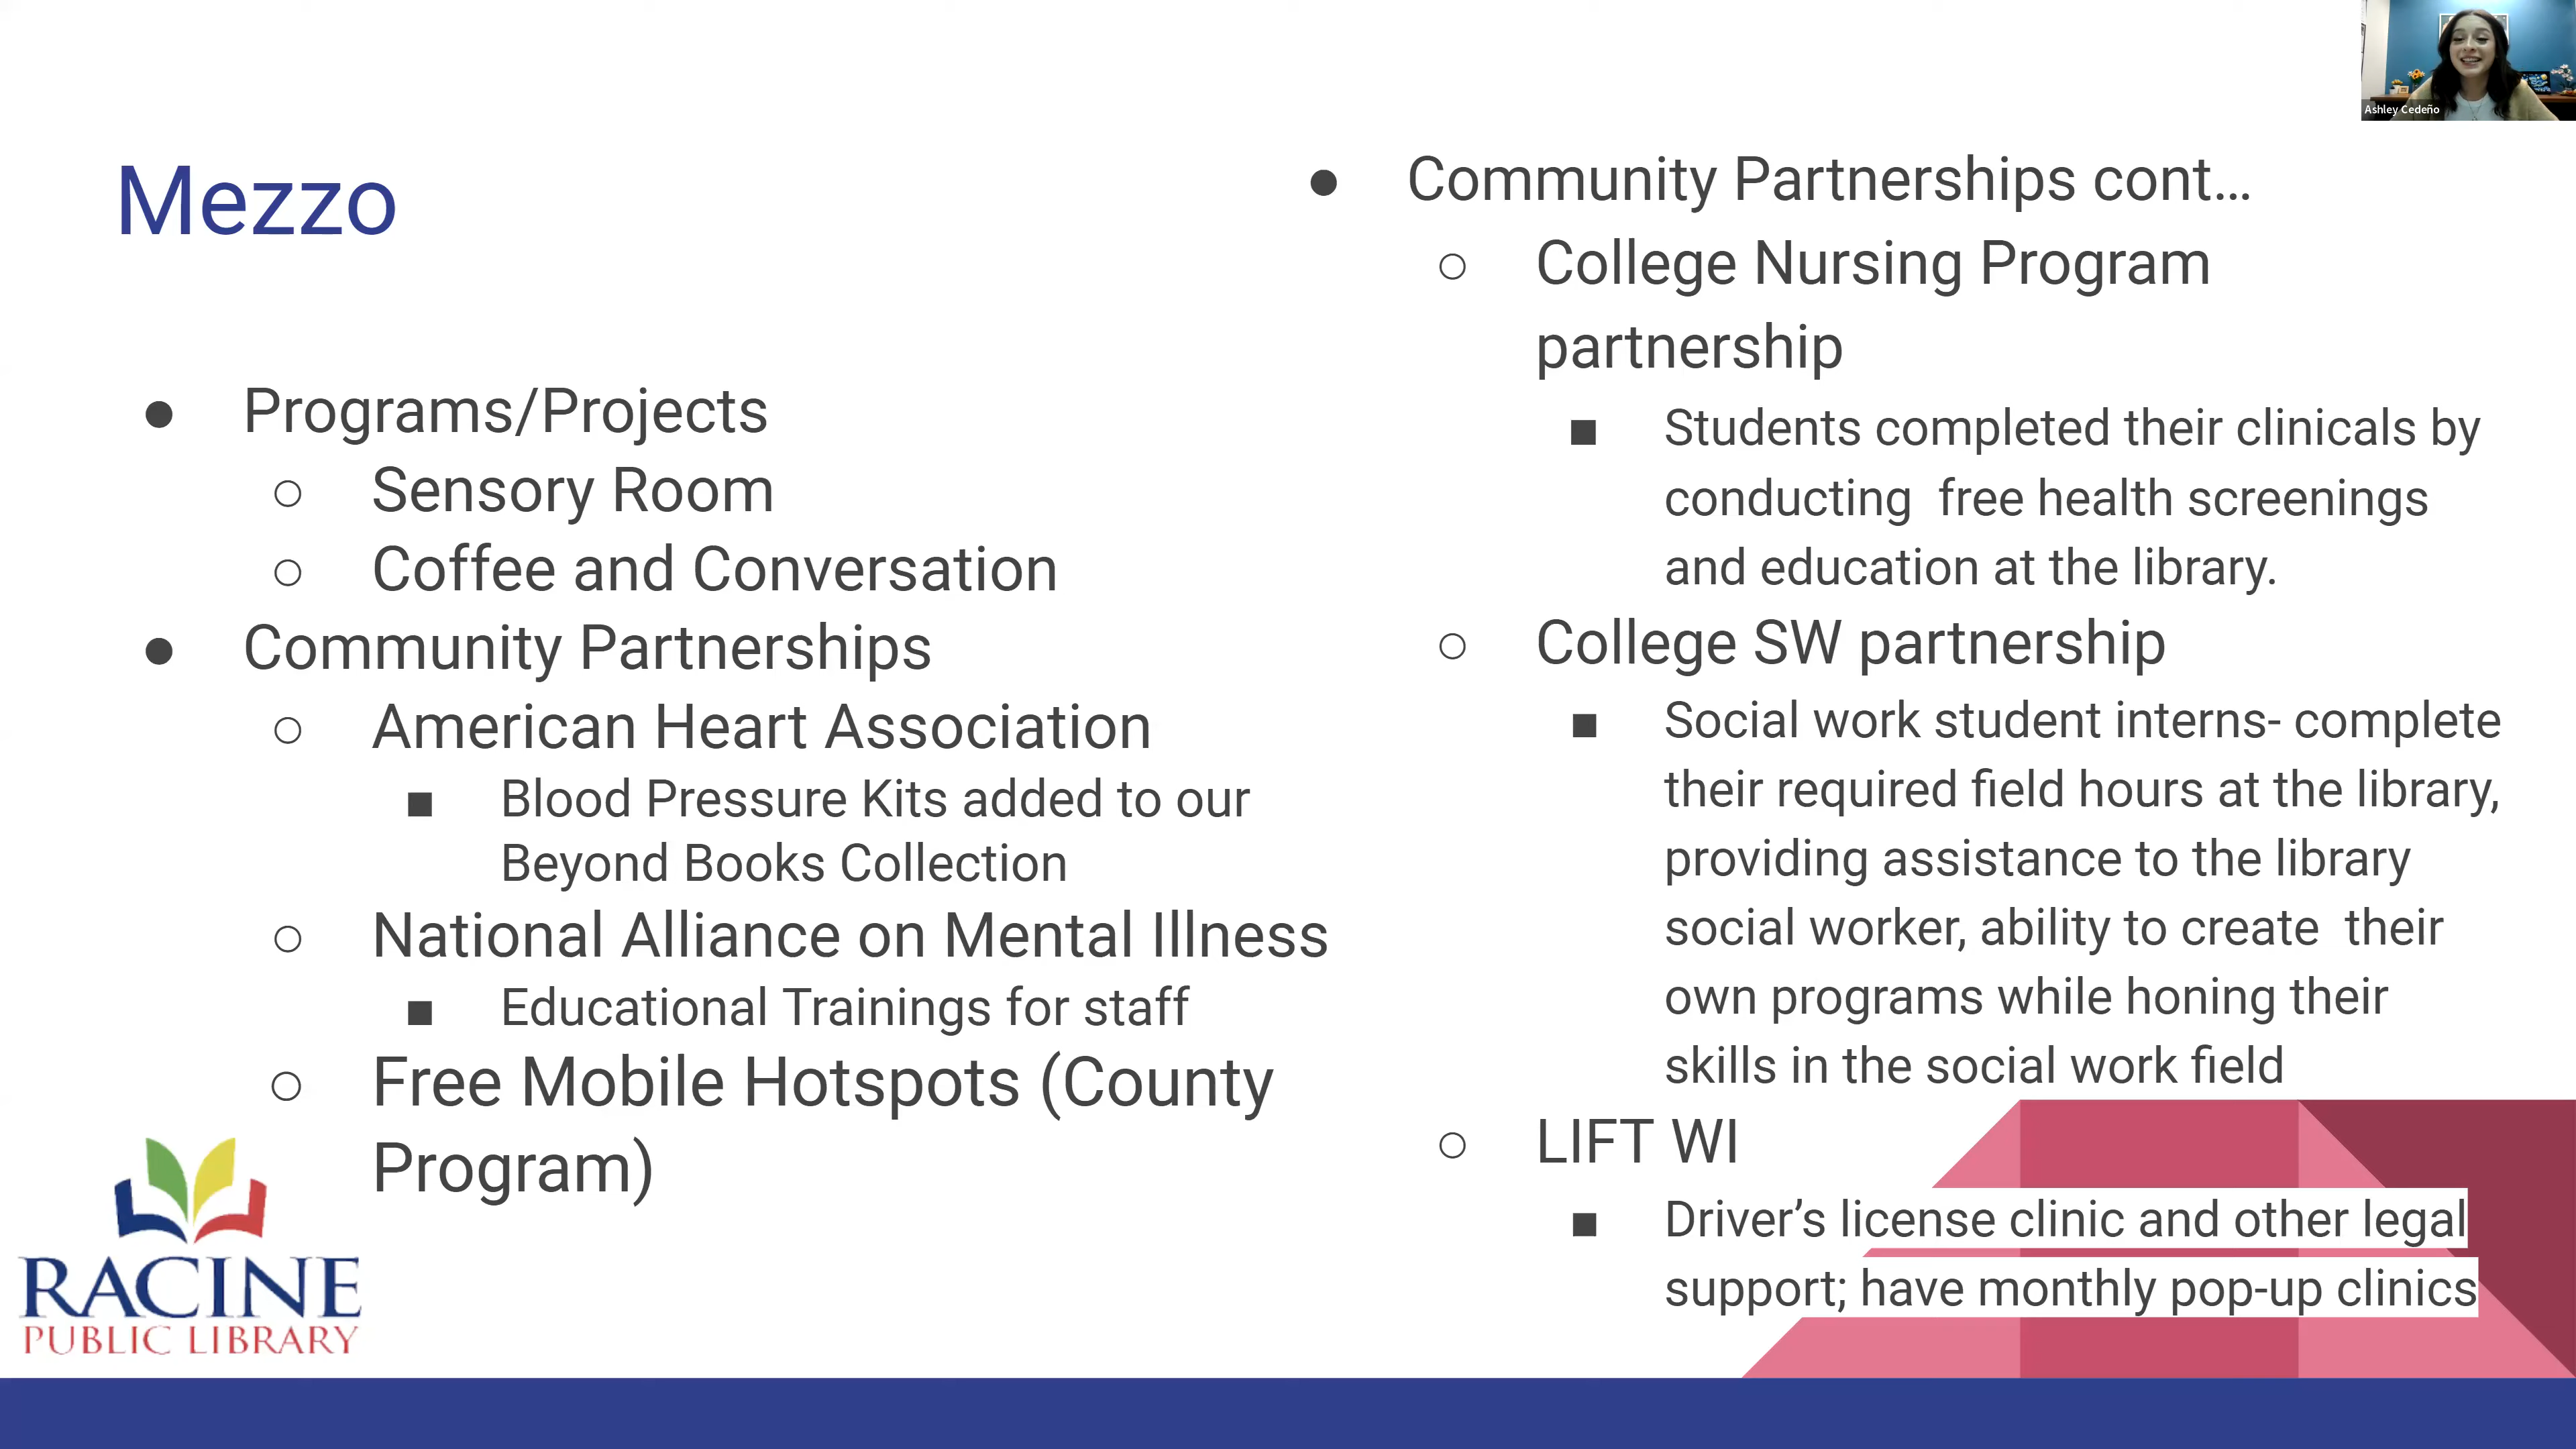 Ashley Cedeño
Mezzo
● Programs/Projects
○ Sensory Room
○ Coffee and Conversation
● Community Partnerships
○ American Heart Association
■ Blood Pressure Kits added to our
Beyond Books Collection
○ National Alliance on Mental Illness
■ Educational Trainings for staff
○ Free Mobile Hotspots (County
Program)
● Community Partnerships cont...
○ College Nursing Program
partnership
■ Students completed their clinicals by
conducting  free health screenings
and education at the library.
○ College SW partnership
■ Social work student interns- complete
their required field hours at the library,
providing assistance to the library
social worker, ability to create  their
own programs while honing their
skills in the social work field
○ LIFT WI
■ Driver’s license clinic and other legal
support; have monthly pop-up clinics
RACINE
PUBLIC LIBRARY